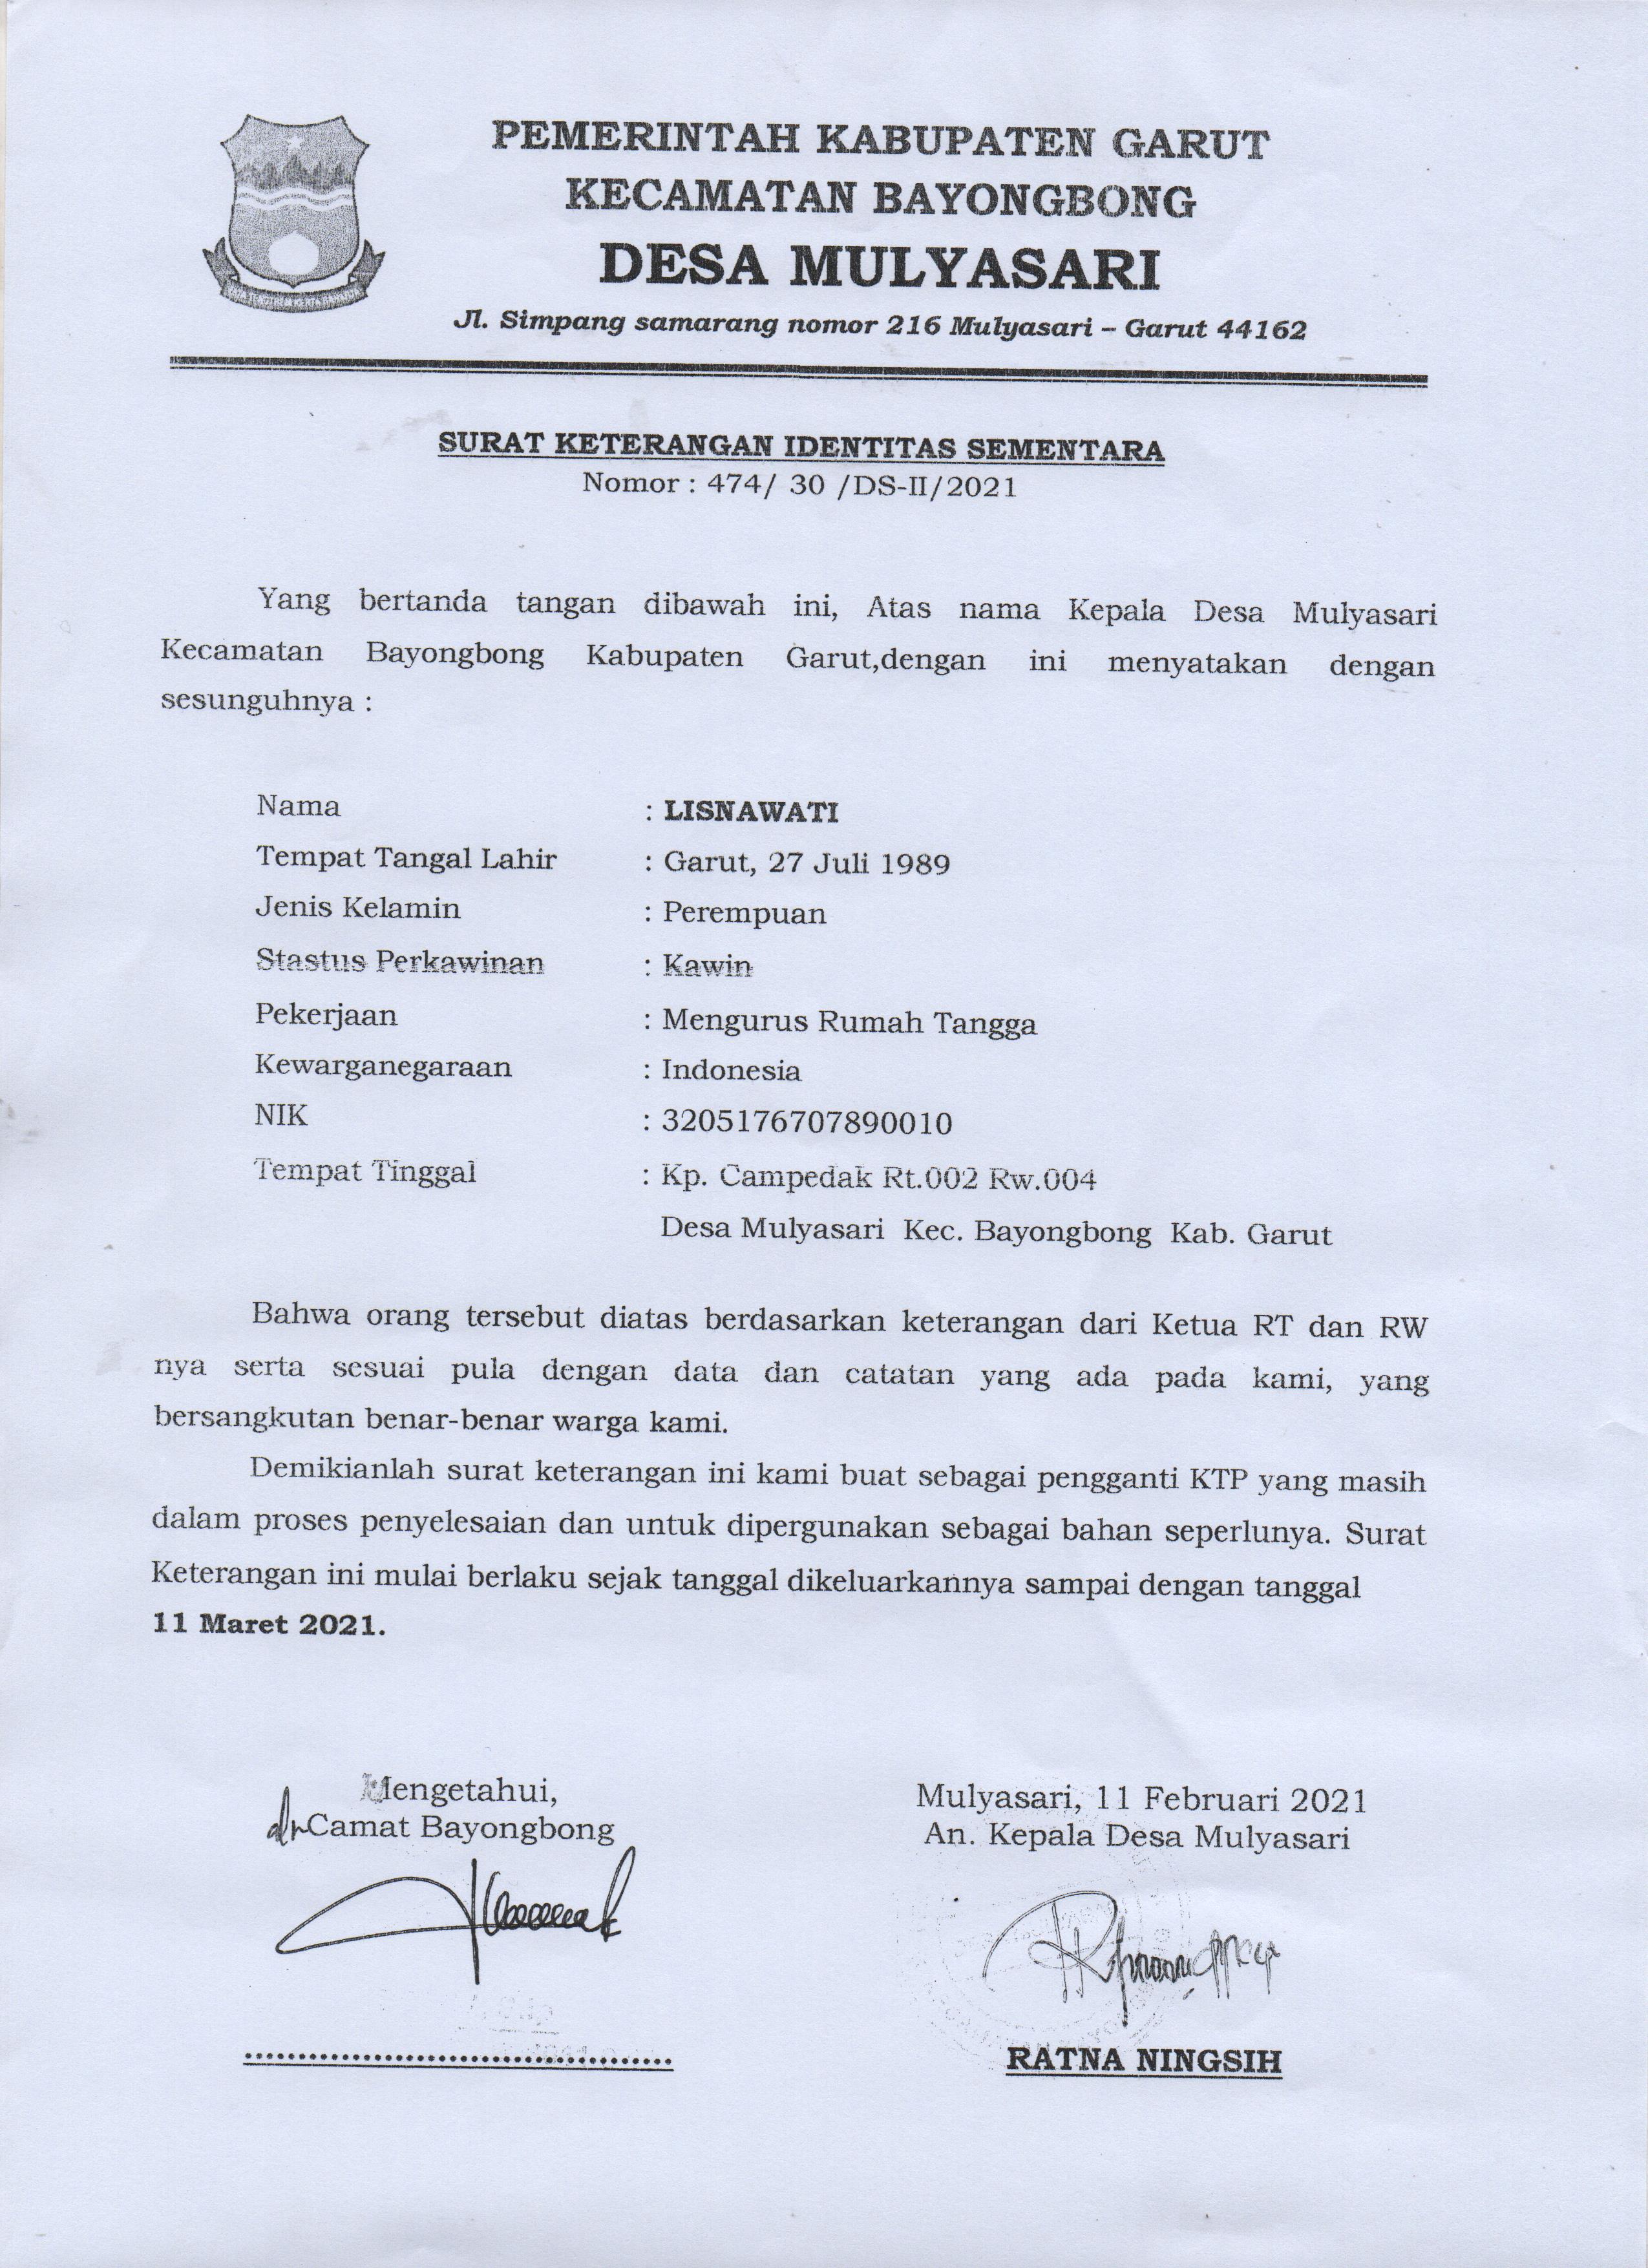 PEMERINTAH KABUPATEN GARUT
KECAMATAN BAYONGBONG
DESA MULYASARI
Jl. Simpang samarang nomor 216 Mulyasari – Garut 44162
SURAT KETERANGAN IDENTITAS SEMENTARA
Nomor : 474/ 30 /DS-II/2021
Yang bertanda tangan dibawah ini, Atas nama Kepala Desa Mulyasari
Kecamatan Bayongbong Kabupaten Garut,dengan ini menyatakan dengan
sesunguhnya :
Nama : LISNAWATI
Tempat Tangal Lahir : Garut, 27 Juli 1989
Jenis Kelamin : Perempuan
Stastus Perkawinan : Kawin
Pekerjaan : Mengurus Rumah Tangga
Kewarganegaraan : Indonesia
NIK : 3205176707890010
Tempat Tinggal : Kp. Campedak Rt.002 Rw.004
Desa Mulyasari Kec. Bayongbong Kab. Garut
Bahwa orang tersebut diatas berdasarkan keterangan dari Ketua RT dan RW
nya serta sesuai pula dengan data dan catatan yang ada pada kami, yang
bersangkutan benar-benar warga kami.
Demikianlah surat keterangan ini kami buat sebagai pengganti KTP yang masih
dalam proses penyelesaian dan untuk dipergunakan sebagai bahan seperlunya. Surat
Keterangan ini mulai berlaku sejak tanggal dikeluarkannya sampai dengan tanggal
11 Maret 2021.
Mengetahui,
Camat Bayongbong
Mulyasari, 11 Februari 2021
An. Kepala Desa Mulyasari
RATNA NINGSIH